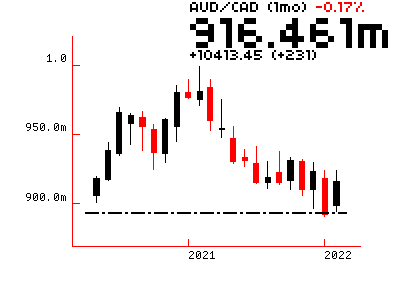 AUD/CAD (1mo) -0.17%
916.461m
+10413.45 (+231)
1.0
950.0m
900.0m
2021 2022